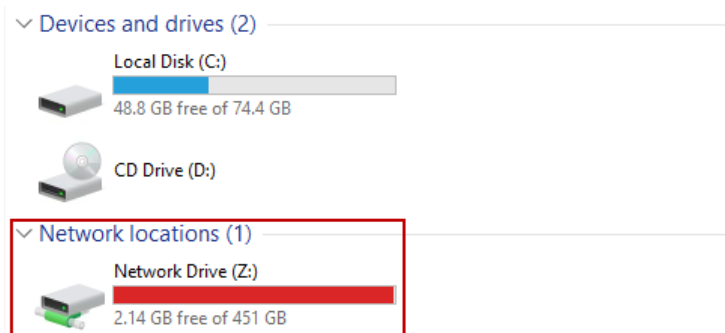 Devices and drives (2)
Local Disk (C:)
48.8 GB free of 74.4 GB
CD Drive (D:)
Network locations (1)
Network Drive (Z:)
2.14 GB free of 451 GB